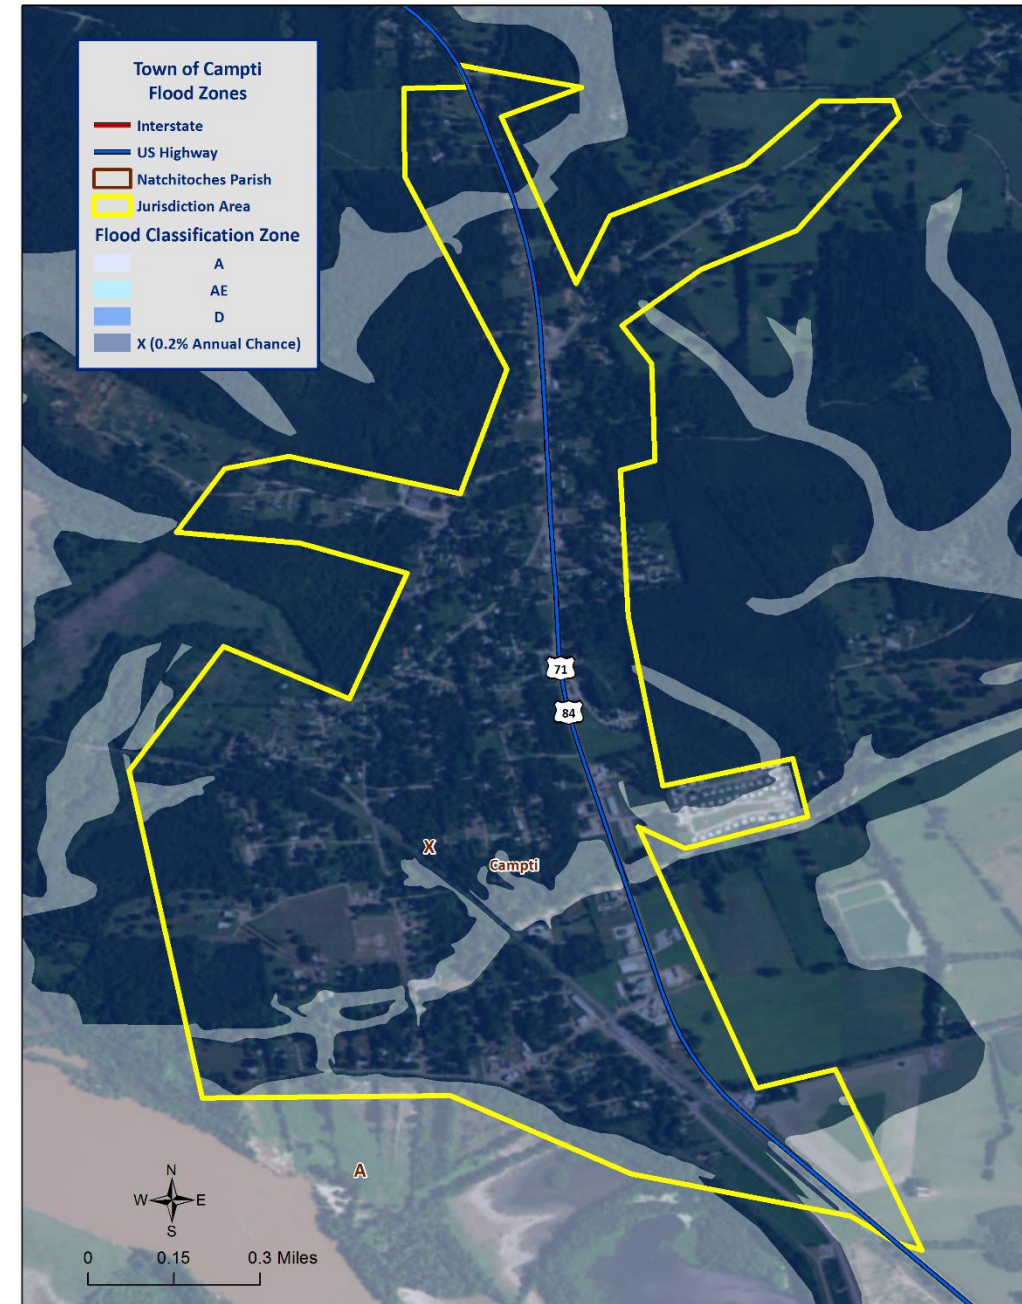 Town of Campti
Flood Zones
Interstate
US Highway
Natchitoches Parish
Jurisdiction Area
Flood Classification Zone
A
AE
D
X (0.2% Annual Chance)
71
84
X
Campti
A
N
W E
S
0 0.15 0.3 Miles